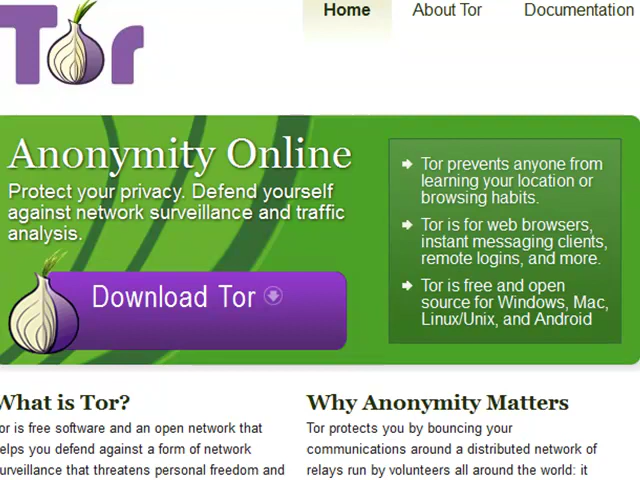 Tor
Home About Tor Documentation
Anonymity Online
Protect your privacy. Defend yourself
against network surveillance and traffic
analysis.
Download Tor
Tor prevents anyone from
learning your location or
browsing habits.
Tor is for web browsers,
instant messaging clients,
remote logins, and more.
Tor is free and open
source for Windows, Mac,
Linux/Unix, and Android
What is Tor?
or is free software and an open network that
elps you defend against a form of network
urveillance that threatens personal freedom and
Why Anonymity Matters
Tor protects you by bouncing your
communications around a distributed network of
relays run by volunteers all around the world: it